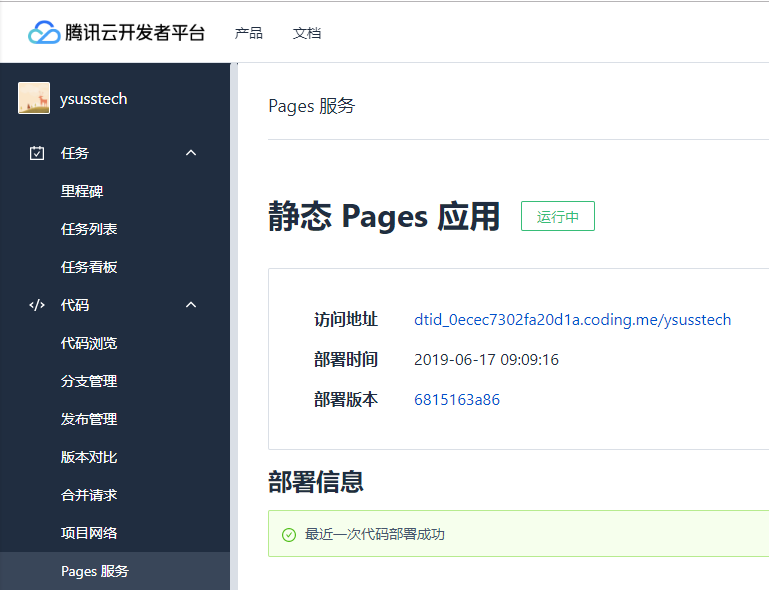 腾讯云开发者平台 产品 文档
ysusstech
任务
里程碑
任务列表
任务看板
代码
代码浏览
分支管理
发布管理
版本对比
合并请求
项目网络
Pages 服务
Pages 服务
静态 Pages 应用 运行中
访问地址 dtid_0ecec7302fa20d1a.coding.me/ysusstech
部署时间 2019-06-17 09:09:16
部署版本 6815163a86
部署信息
最近一次代码部署成功